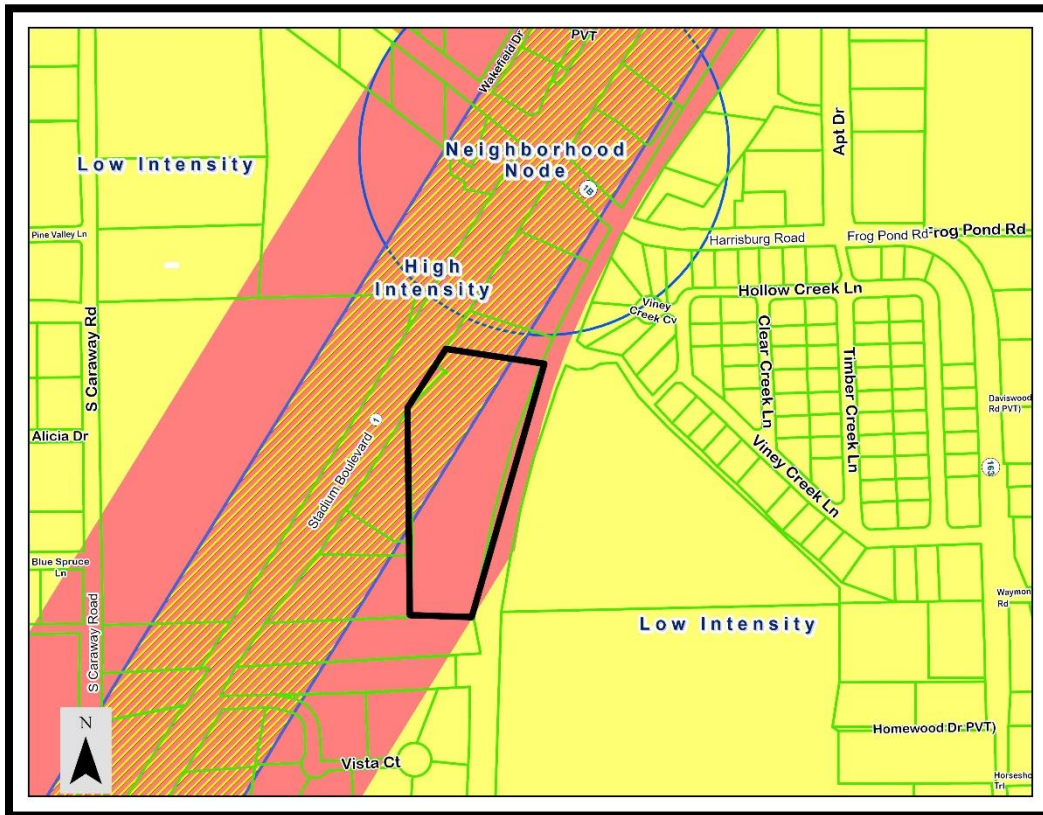 PVT
Wakefield Dr
Low Intensity
Neighborhood
Node
18
Apt Dr
Pine Valley Ln
Harrisburg Road
Frog Pond Rd
Frog Pond Rd
High
Intensity
Hollow Creek Ln
Viney
Creek Cv
S Caraway Rd
Clear Creek Ln
Timber Creek Ln
Daviswood
Rd PVT)
Alicia Dr
1
Stadium Boulevard
Viney Creek Ln
163
Blue Spruce
Ln
S Caraway Road
Waymon
Rd
Low Intensity
N
Homewood Dr PVT)
Vista Ct
Horsesho
Trl